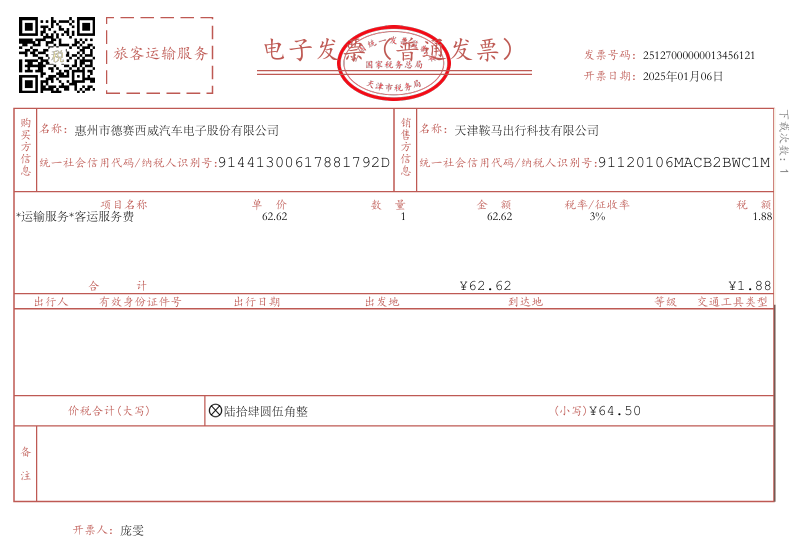 旅客运输服务
电子发票（普通发票）
全国统一发票监制章
国家税务总局
天津市税务局
发票号码：25127000000013456121
开票日期：2025年01月06日
下载次数：1
购买方信息
名称：惠州市德赛西威汽车电子股份有限公司
统一社会信用代码/纳税人识别号：91441300617881792D
销售方信息
名称：天津鞍马出行科技有限公司
统一社会信用代码/纳税人识别号：91120106MACB2BWC1M
项目名称 单价 数量 金额 税率/征收率 税额
*运输服务*客运服务费 62.62 1 62.62 3% 1.88
合计 ¥62.62 ¥1.88
出行人 有效身份证件号 出行日期 出发地 到达地 等级 交通工具类型
价税合计(大写) ⊗陆拾肆圆伍角整 (小写)¥64.50
备注
开票人：庞雯